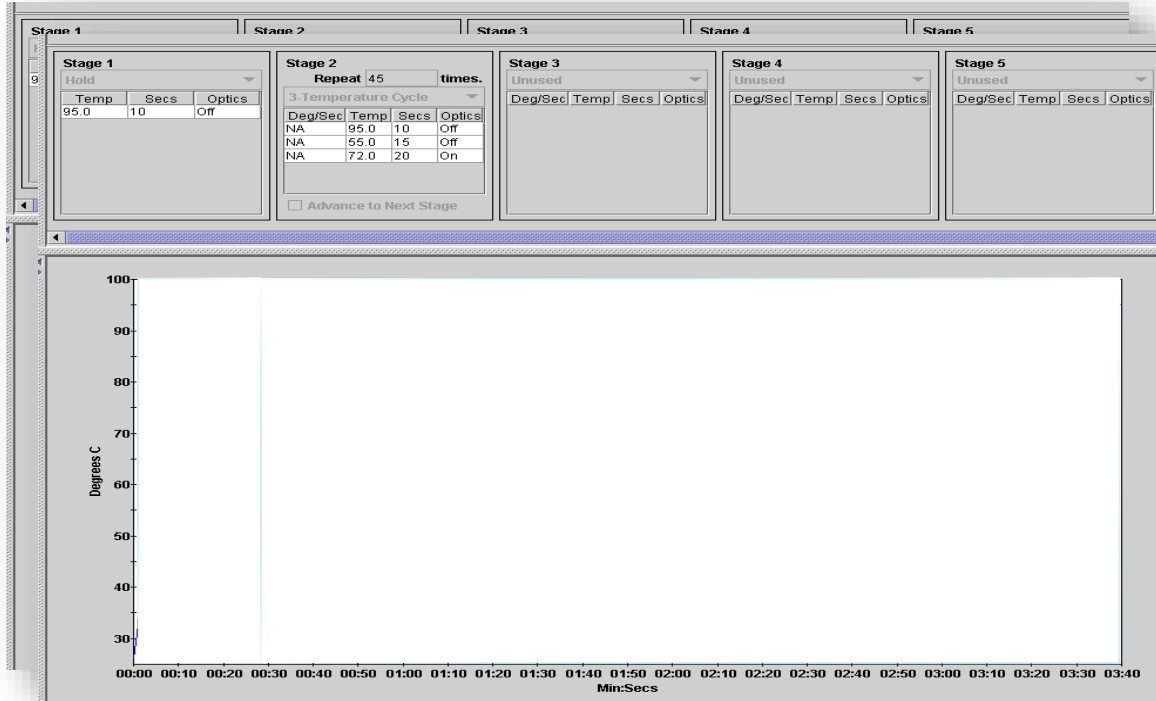 Stage 1 Stage 2 Stage 3 Stage 4 Stage 5
9
Stage 1
Hold
Temp Secs Optics
95.0 10 Off
Stage 2
Repeat 45 times.
3-Temperature Cycle
Deg/Sec Temp Secs Optics
NA 95.0 10 Off
NA 55.0 15 Off
NA 72.0 20 On
Advance to Next Stage
Stage 3
Unused
Deg/Sec Temp Secs Optics
Stage 4
Unused
Deg/Sec Temp Secs Optics
Stage 5
Unused
Deg/Sec Temp Secs Optics
100
90
80
70
60
50
40
30
Degrees C
00:00 00:10 00:20 00:30 00:40 00:50 01:00 01:10 01:20 01:30 01:40 01:50 02:00 02:10 02:20 02:30 02:40 02:50 03:00 03:10 03:20 03:30 03:40
Min:Secs